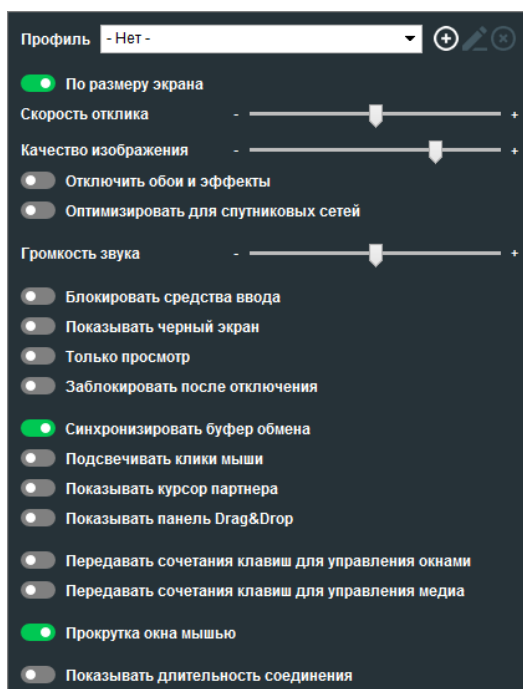 Профиль - Нет -
По размеру экрана
Скорость отклика - +
Качество изображения - +
Отключить обои и эффекты
Оптимизировать для спутниковых сетей
Громкость звука - +
Блокировать средства ввода
Показывать черный экран
Только просмотр
Заблокировать после отключения
Синхронизировать буфер обмена
Подсвечивать клики мыши
Показывать курсор партнера
Показывать панель Drag&Drop
Передавать сочетания клавиш для управления окнами
Передавать сочетания клавиш для управления медиа
Прокрутка окна мышью
Показывать длительность соединения